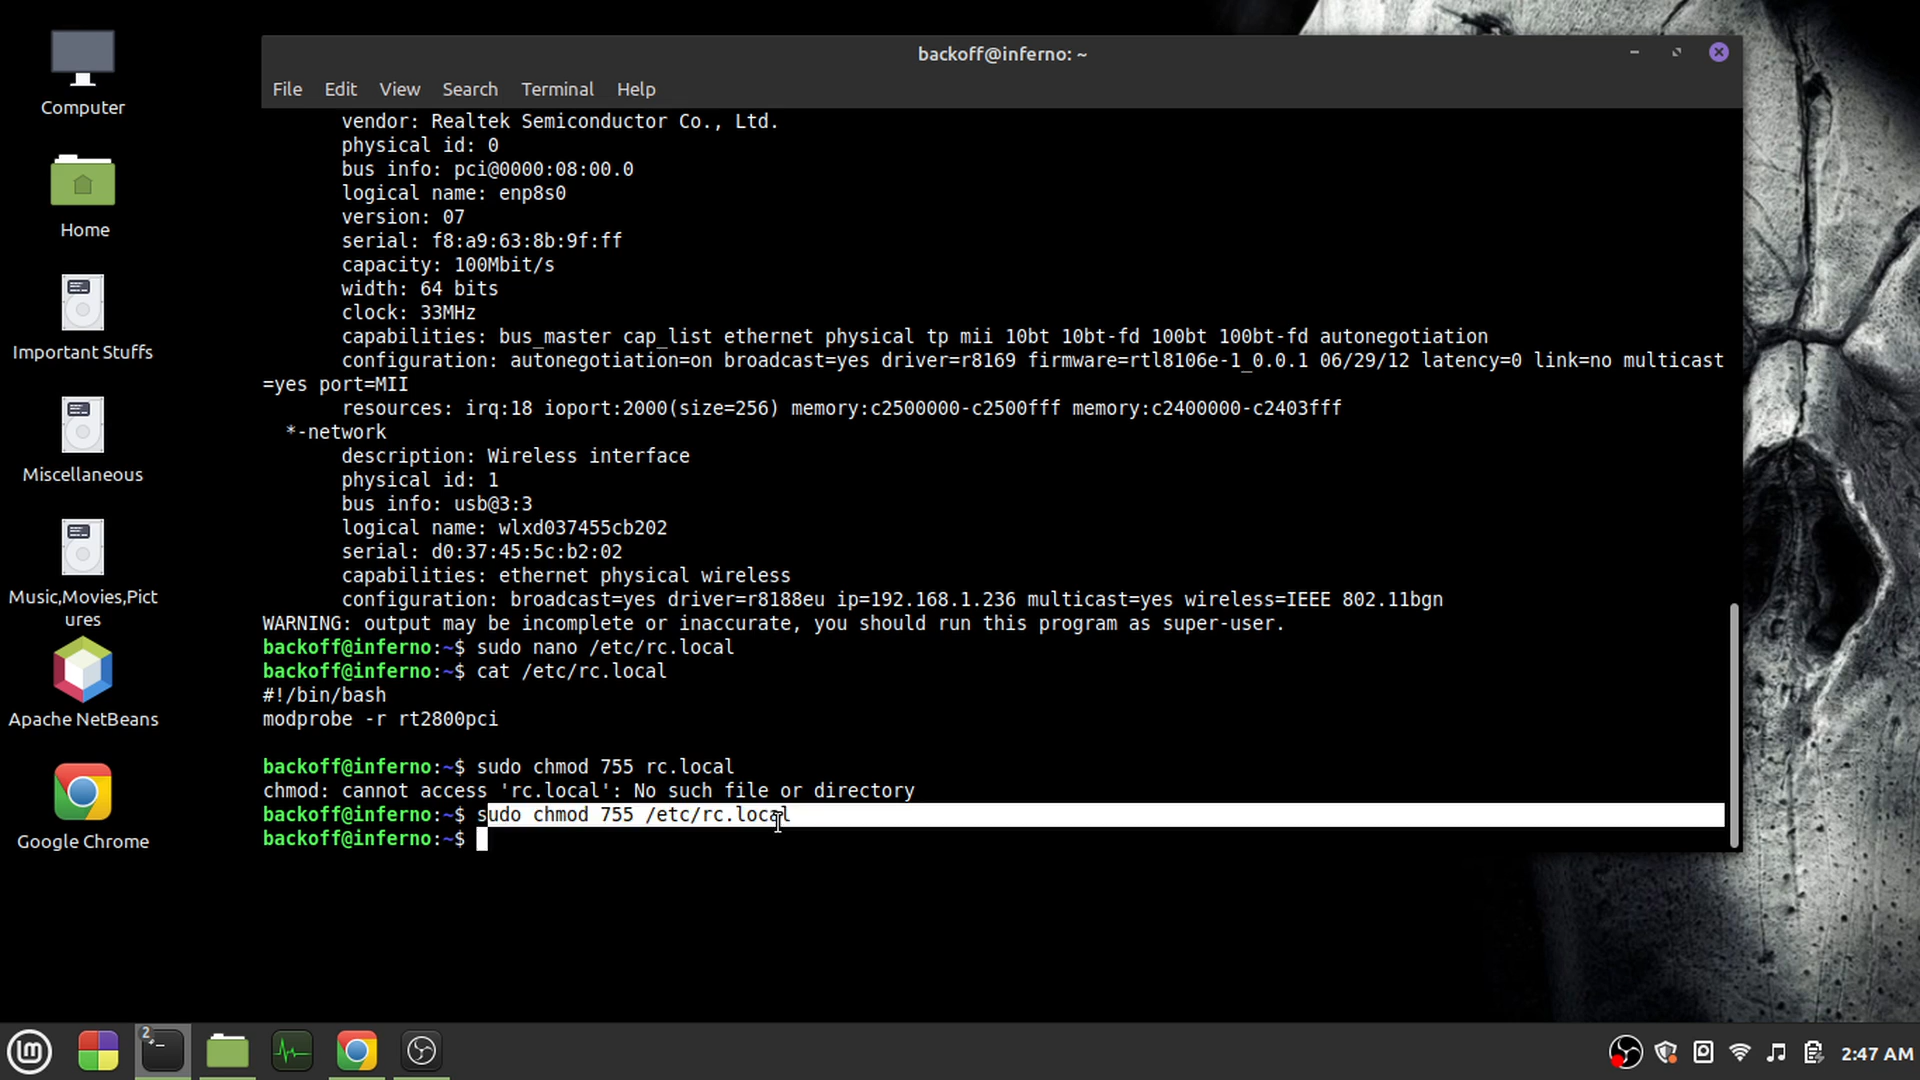 backoff@inferno: ~
File Edit View Search Terminal Help
vendor: Realtek Semiconductor Co., Ltd.
physical id: 0
bus info: pci@0000:08:00.0
logical name: enp8s0
version: 07
serial: f8:a9:63:8b:9f:ff
capacity: 100Mbit/s
width: 64 bits
clock: 33MHz
capabilities: bus_master cap_list ethernet physical tp mii 10bt 10bt-fd 100bt 100bt-fd autonegotiation
configuration: autonegotiation=on broadcast=yes driver=r8169 firmware=rtl8106e-1_0.0.1 06/29/12 latency=0 link=no multicast
=yes port=MII
resources: irq:18 ioport:2000(size=256) memory:c2500000-c2500fff memory:c2400000-c2403fff
*-network
description: Wireless interface
physical id: 1
bus info: usb@3:3
logical name: wlxd037455cb202
serial: d0:37:45:5c:b2:02
capabilities: ethernet physical wireless
configuration: broadcast=yes driver=r8188eu ip=192.168.1.236 multicast=yes wireless=IEEE 802.11bgn
WARNING: output may be incomplete or inaccurate, you should run this program as super-user.
backoff@inferno:~$ sudo nano /etc/rc.local
backoff@inferno:~$ cat /etc/rc.local
#!/bin/bash
modprobe -r rt2800pci
backoff@inferno:~$ sudo chmod 755 rc.local
chmod: cannot access 'rc.local': No such file or directory
backoff@inferno:~$ sudo chmod 755 /etc/rc.local
backoff@inferno:~$
Computer
Home
Important Stuffs
Miscellaneous
Music,Movies,Pict
ures
Apache NetBeans
Google Chrome
2
2:47 AM